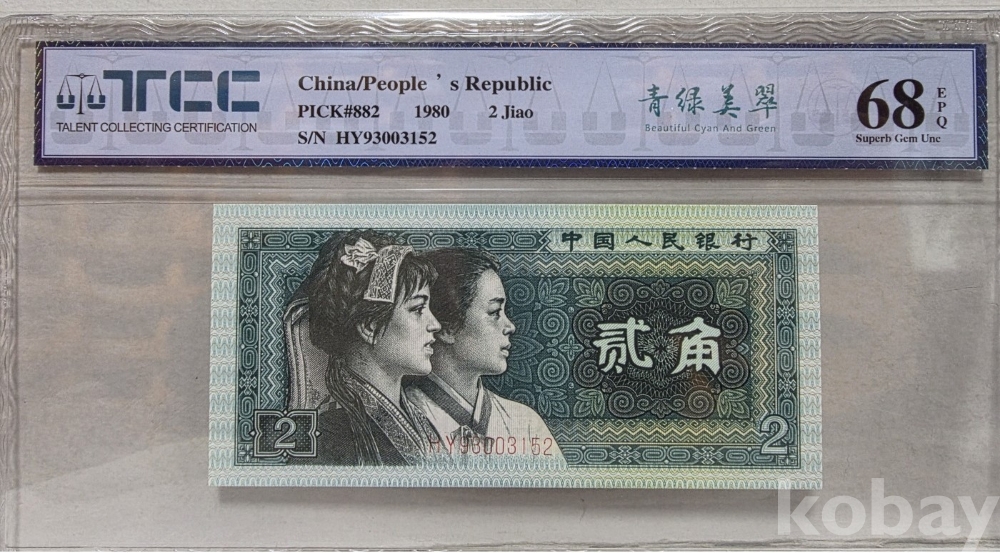 TCC
TALENT COLLECTING CERTIFICATION
China/People ’ s Republic
PICK#882 1980 2 Jiao
S/N HY93003152
青绿美翠
Beautiful Cyan And Green
68 EPQ
Superb Gem Unc
中国人民银行
贰角
2
HY93003152
2
kobay